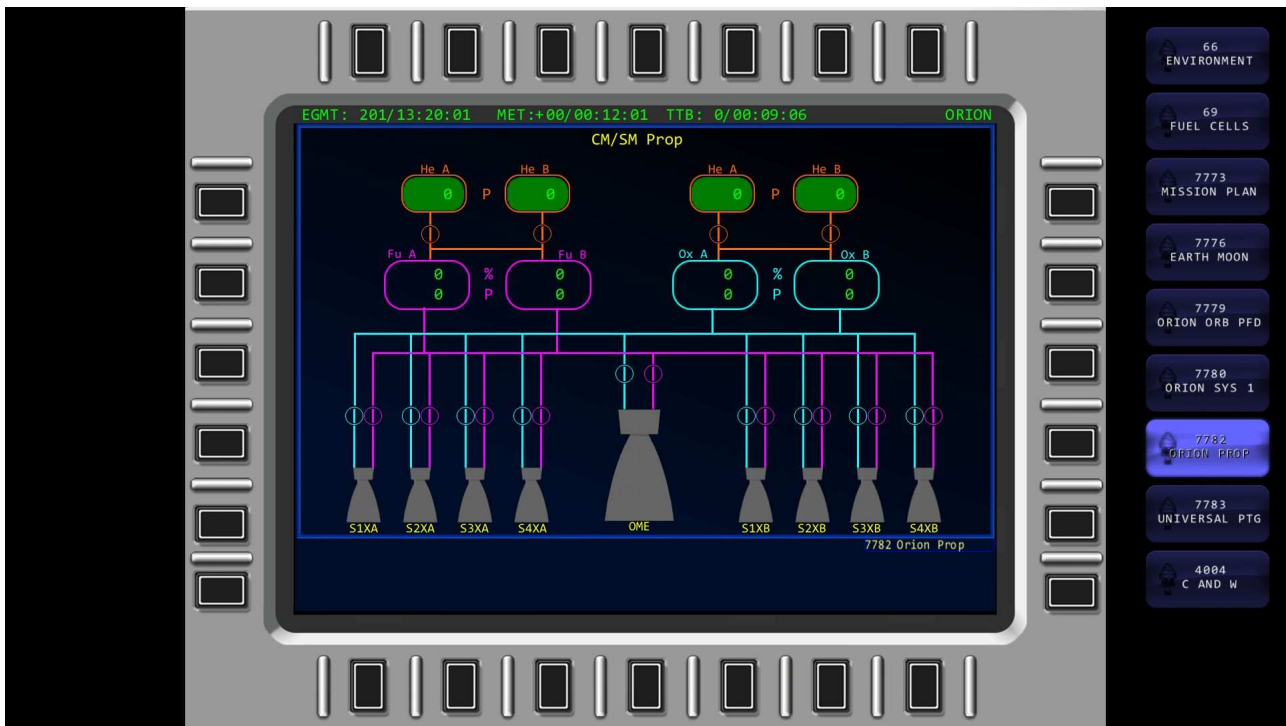 EGMT: 201/13:20:01 MET:+00/00:12:01 TTB: 0/00:09:06 ORION
CM/SM Prop
He A He B He A He B
0 P 0 0 P 0
Fu A Fu B Ox A Ox B
0 % 0 0 % 0
0 P 0 0 P 0
S1XA S2XA S3XA S4XA OME S1XB S2XB S3XB S4XB
7782 Orion Prop
66
ENVIRONMENT
69
FUEL CELLS
7773
MISSION PLAN
7776
EARTH MOON
7779
ORION ORB PFD
7780
ORION SYS 1
7782
ORION PROP
7783
UNIVERSAL PTG
4004
C AND W